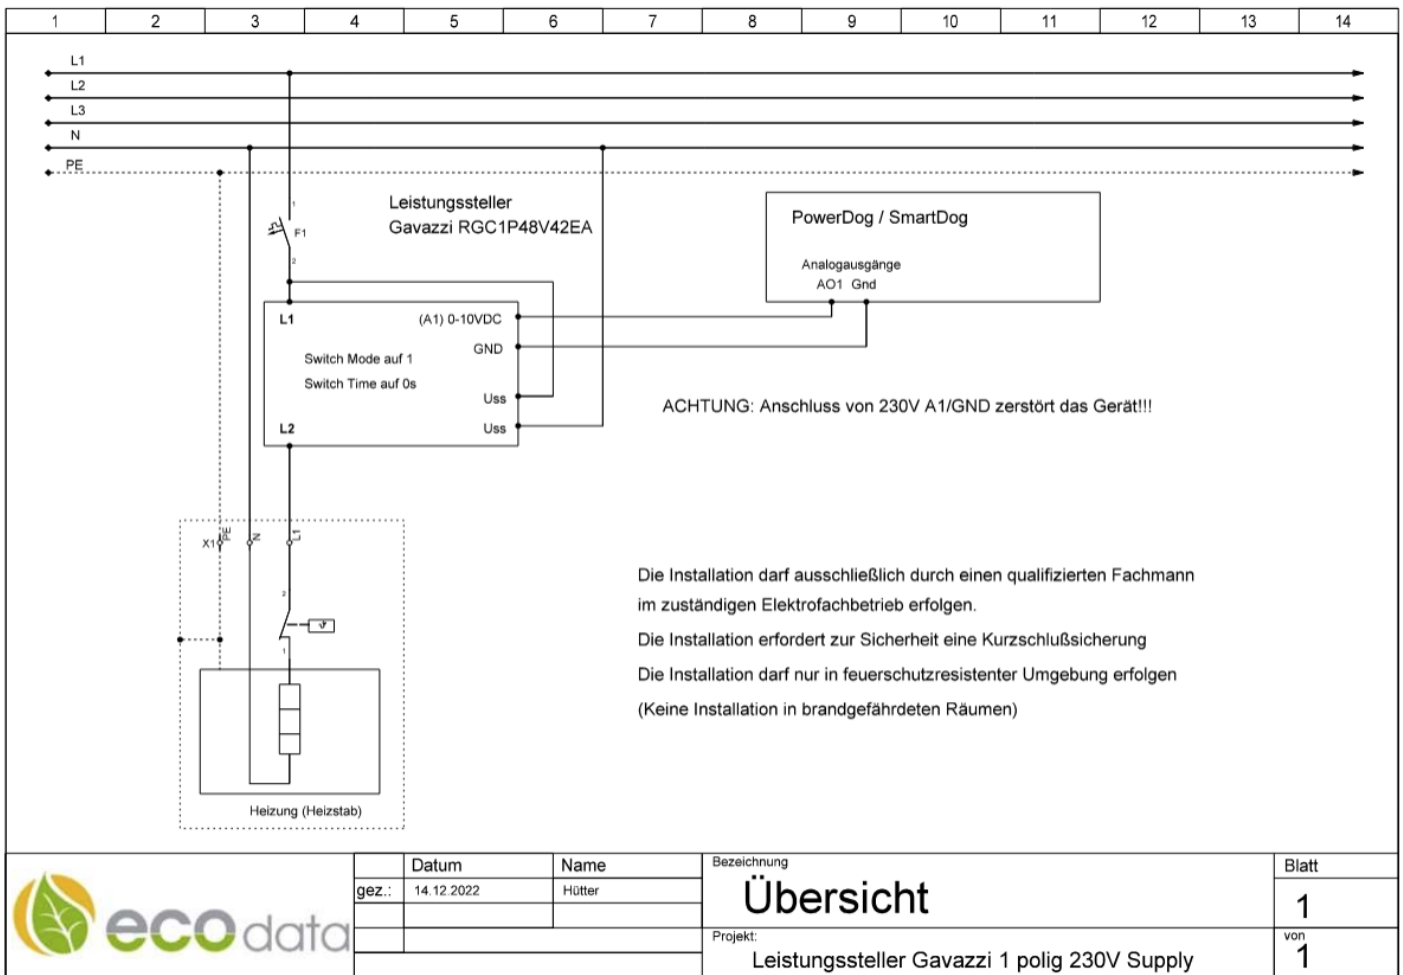 1 2 3 4 5 6 7 8 9 10 11 12 13 14
L1
L2
L3
N
PE
Leistungssteller
Gavazzi RGC1P48V42EA
PowerDog / SmartDog
Analogausgänge
AO1 Gnd
1
F1
2
L1
(A1) 0-10VDC
GND
Switch Mode auf 1
Switch Time auf 0s
Uss
L2
Uss
ACHTUNG: Anschluss von 230V A1/GND zerstört das Gerät!!!
X1
PE
N
L1
2
ϑ
1
Heizung (Heizstab)
Die Installation darf ausschließlich durch einen qualifizierten Fachmann
im zuständigen Elektrofachbetrieb erfolgen.
Die Installation erfordert zur Sicherheit eine Kurzschlußsicherung
Die Installation darf nur in feuerschutzresistenter Umgebung erfolgen
(Keine Installation in brandgefährdeten Räumen)
ecodata
Datum Name
gez.: 14.12.2022 Hütter
Bezeichnung
Übersicht
Projekt:
Leistungssteller Gavazzi 1 polig 230V Supply
Blatt
1
von
1